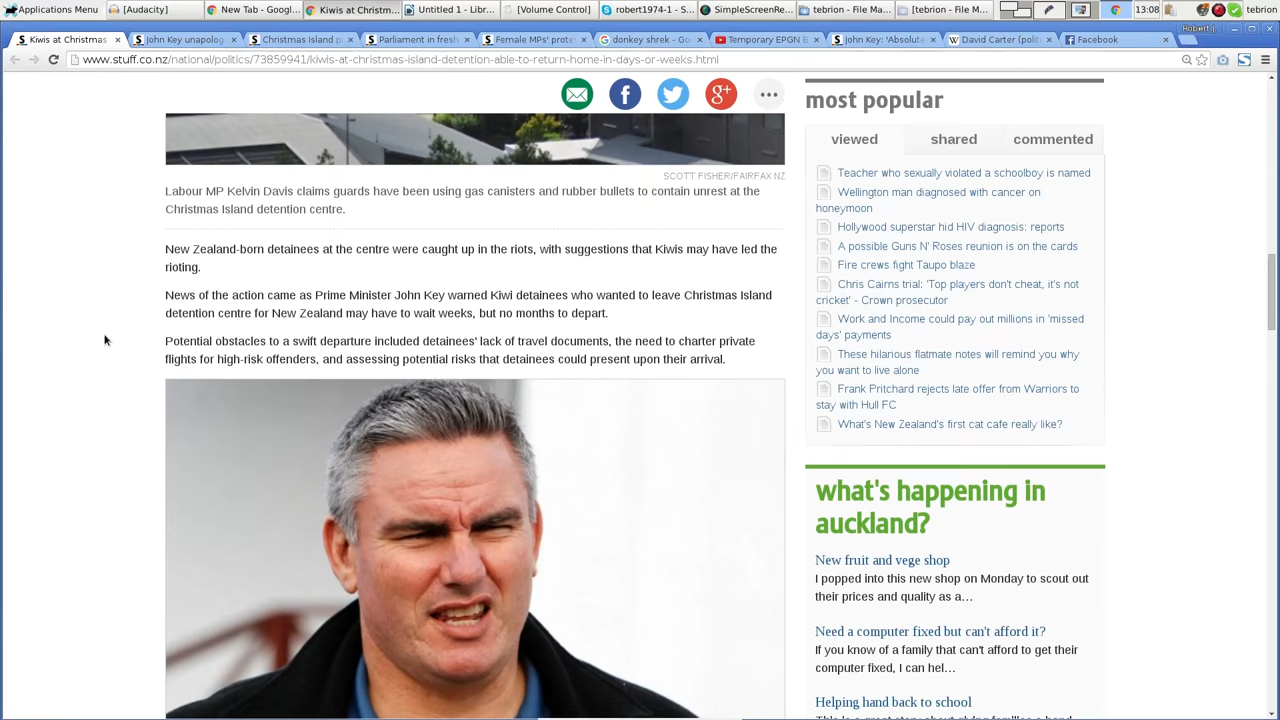 Applications Menu
[Audacity]
New Tab - Googl...
Kiwis at Christm...
Untitled 1 - Libr...
[Volume Control]
robert1974-1 - S...
SimpleScreenRe...
tebrion - File Ma...
[tebrion - File M...
13:08
tebrion
Kiwis at Christmas
John Key unapolog
Christmas Island p
Parliament in fresh
Female MPs' prote
donkey shrek - Go
Temporary EPGN B
John Key: 'Absolute
David Carter (polit
Facebook
Robert J.
www.stuff.co.nz/national/politics/73859941/kiwis-at-christmas-island-detention-able-to-return-home-in-days-or-weeks.html
SCOTT FISHER/FAIRFAX NZ
Labour MP Kelvin Davis claims guards have been using gas canisters and rubber bullets to contain unrest at the
Christmas Island detention centre.
New Zealand-born detainees at the centre were caught up in the riots, with suggestions that Kiwis may have led the
rioting.
News of the action came as Prime Minister John Key warned Kiwi detainees who wanted to leave Christmas Island
detention centre for New Zealand may have to wait weeks, but no months to depart.
Potential obstacles to a swift departure included detainees' lack of travel documents, the need to charter private
flights for high-risk offenders, and assessing potential risks that detainees could present upon their arrival.
most popular
viewed
shared
commented
Teacher who sexually violated a schoolboy is named
Wellington man diagnosed with cancer on
honeymoon
Hollywood superstar hid HIV diagnosis: reports
A possible Guns N' Roses reunion is on the cards
Fire crews fight Taupo blaze
Chris Cairns trial: 'Top players don't cheat, it's not
cricket' - Crown prosecutor
Work and Income could pay out millions in 'missed
days' payments
These hilarious flatmate notes will remind you why
you want to live alone
Frank Pritchard rejects late offer from Warriors to
stay with Hull FC
What's New Zealand's first cat cafe really like?
what's happening in
auckland?
New fruit and vege shop
I popped into this new shop on Monday to scout out
their prices and quality as a…
Need a computer fixed but can't afford it?
If you know of a family that can't afford to get their
computer fixed, I can hel…
Helping hand back to school